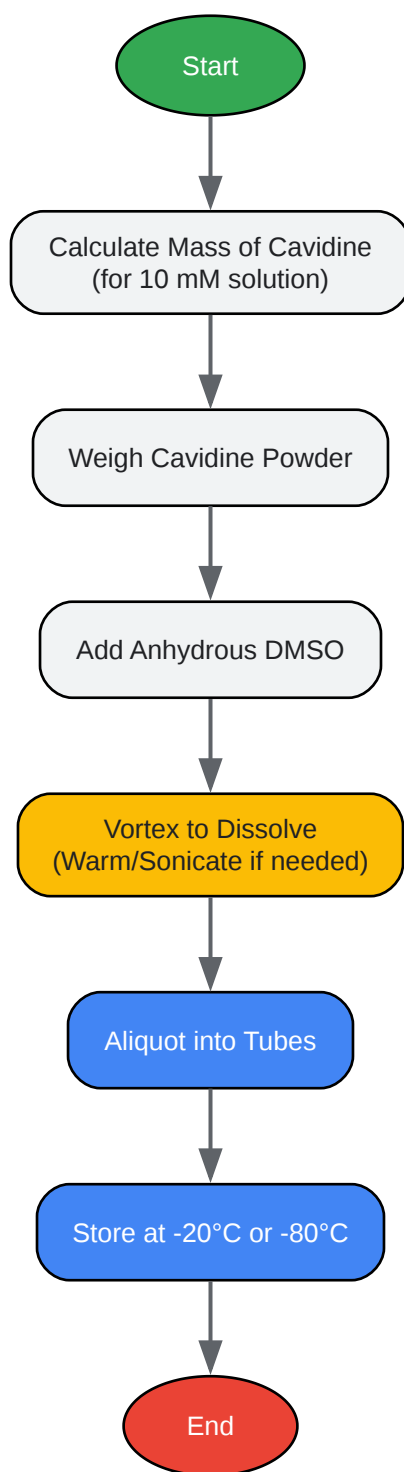 Start
Calculate Mass of Cavidine
(for 10 mM solution)
Weigh Cavidine Powder
Add Anhydrous DMSO
Vortex to Dissolve
(Warm/Sonicate if needed)
Aliquot into Tubes
Store at -20°C or -80°C
End